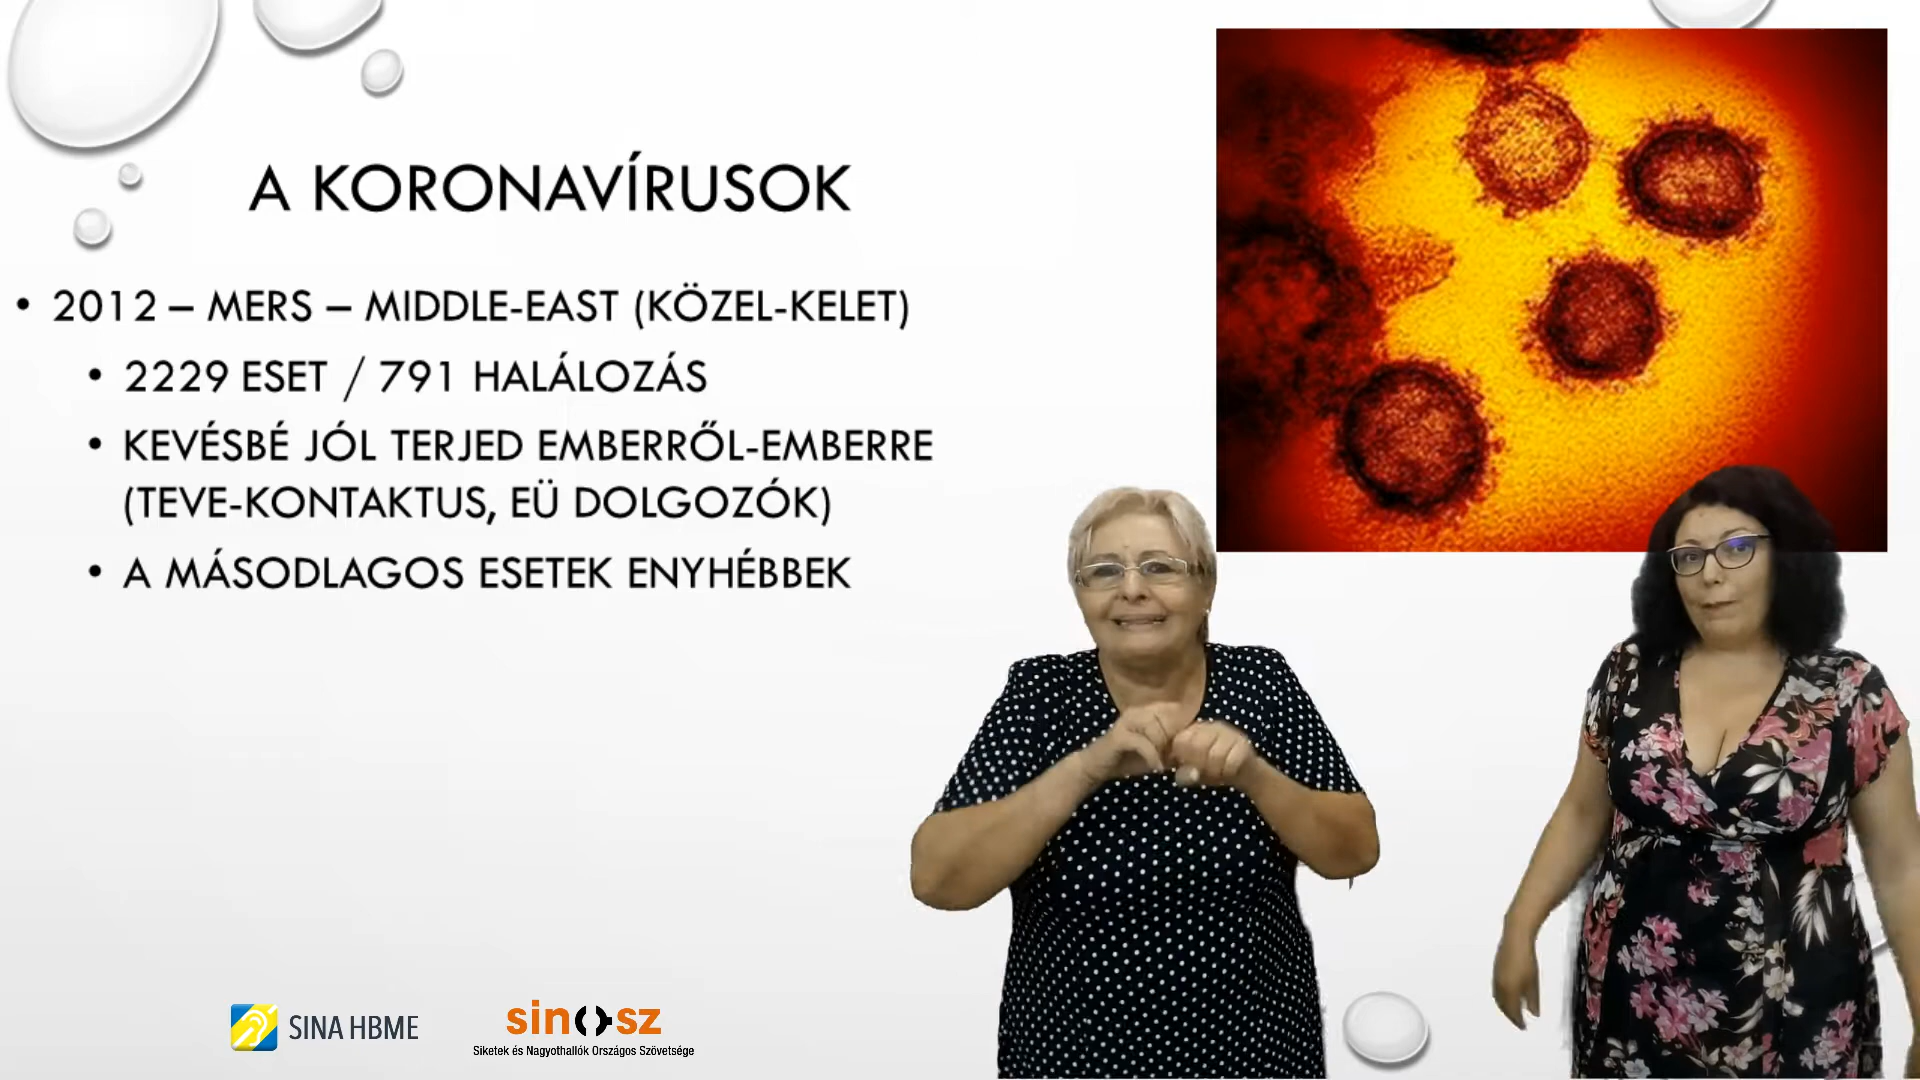 A KORONAVÍRUSOK
• 2012 – MERS – MIDDLE-EAST (KÖZEL-KELET)
• 2229 ESET / 791 HALÁLOZÁS
• KEVÉSBÉ JÓL TERJED EMBERRŐL-EMBERRE
(TEVE-KONTAKTUS, EÜ DOLGOZÓK)
• A MÁSODLAGOS ESETEK ENYHÉBBEK
SINA HBME
sinosz
Siketek és Nagyothallók Országos Szövetsége